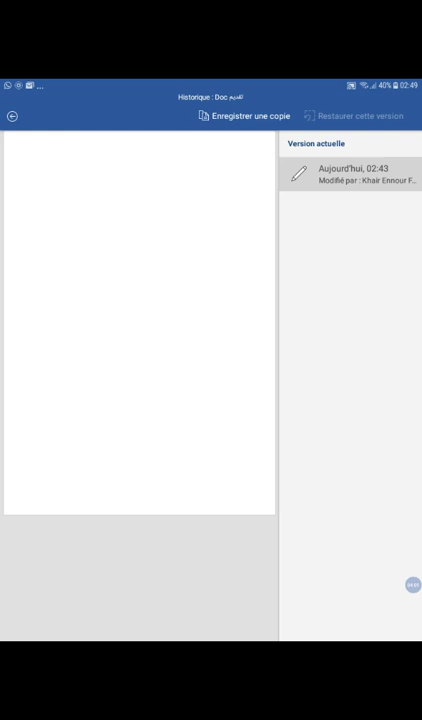 ... 40% 02:49
Historique : Doc تقديم
Enregistrer une copie Restaurer cette version
Version actuelle
Aujourd'hui, 02:43
Modifié par : Khair Ennour F...